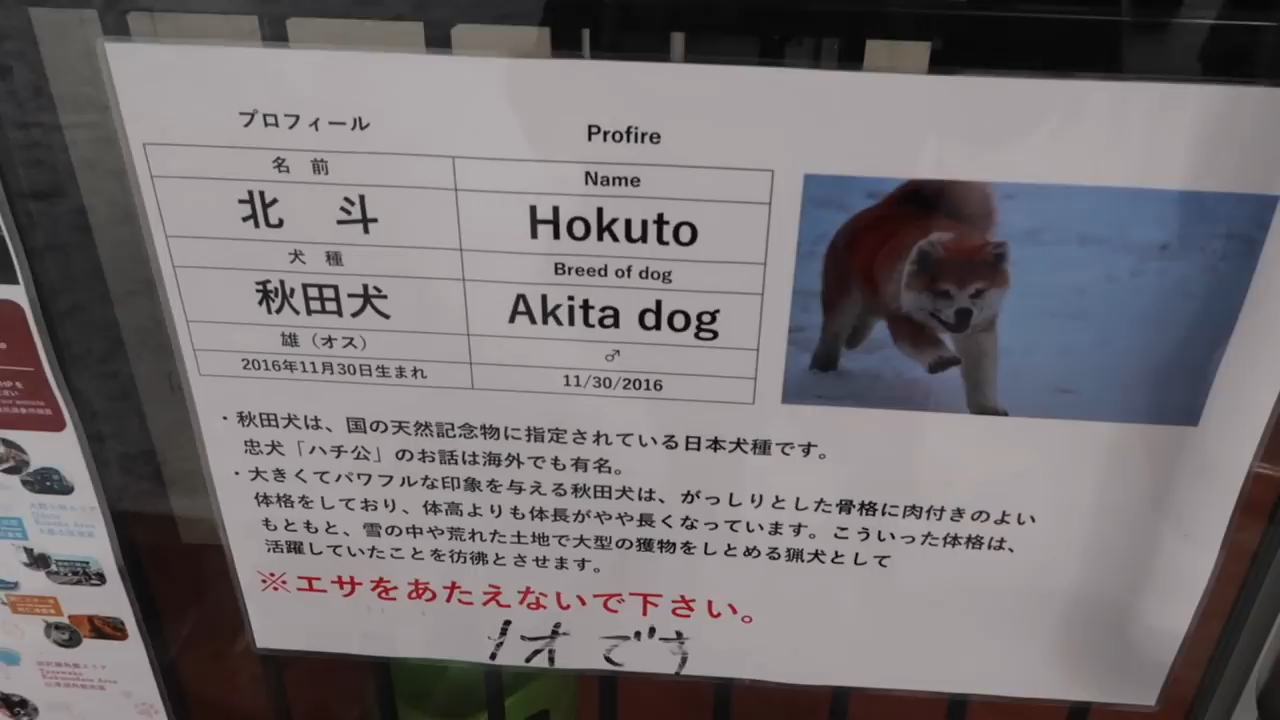 プロフィール
Profire
名 前
Name
北 斗
Hokuto
犬 種
Breed of dog
秋田犬
Akita dog
雄（オス）
♂
2016年11月30日生まれ
11/30/2016
・秋田犬は、国の天然記念物に指定されている日本犬種です。
忠犬「ハチ公」のお話は海外でも有名。
・大きくてパワフルな印象を与える秋田犬は、がっしりとした骨格に肉付きのよい
体格をしており、体高よりも体長がやや長くなっています。こういった体格は、
もともと、雪の中や荒れた土地で大型の獲物をしとめる猟犬として
活躍していたことを彷彿とさせます。
※エサをあたえないで下さい。
1才です